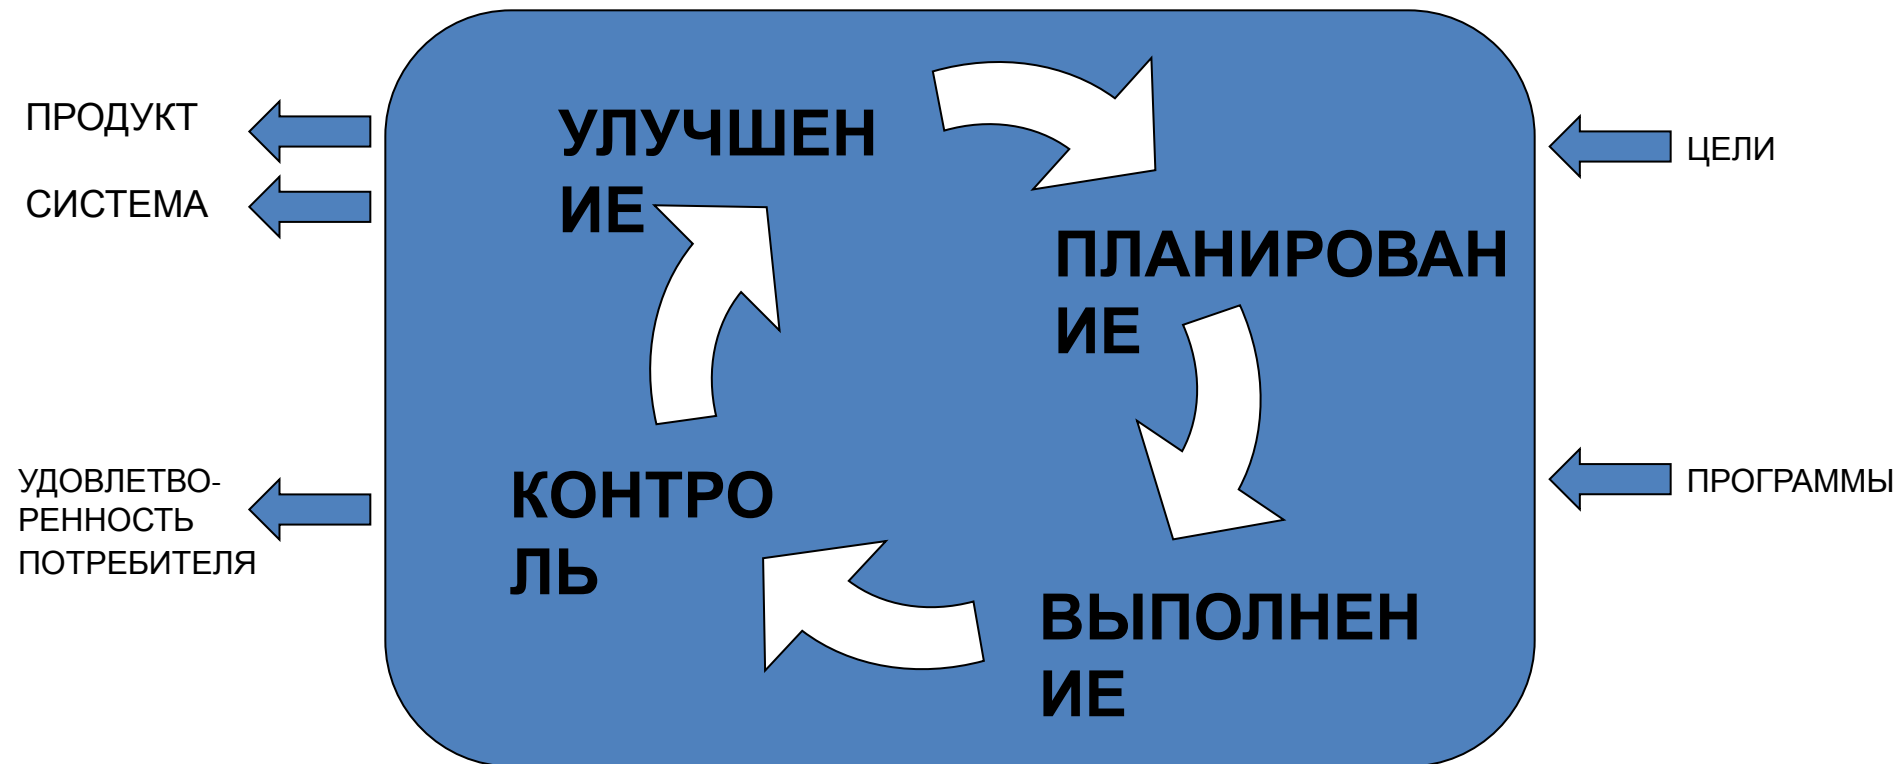 ПРОДУКТ
СИСТЕМА
УДОВЛЕТВО-
РЕННОСТЬ
ПОТРЕБИТЕЛЯ
УЛУЧШЕН
ИЕ
ПЛАНИРОВАН
ИЕ
КОНТРО
ЛЬ
ВЫПОЛНЕН
ИЕ
ЦЕЛИ
ПРОГРАММЫ